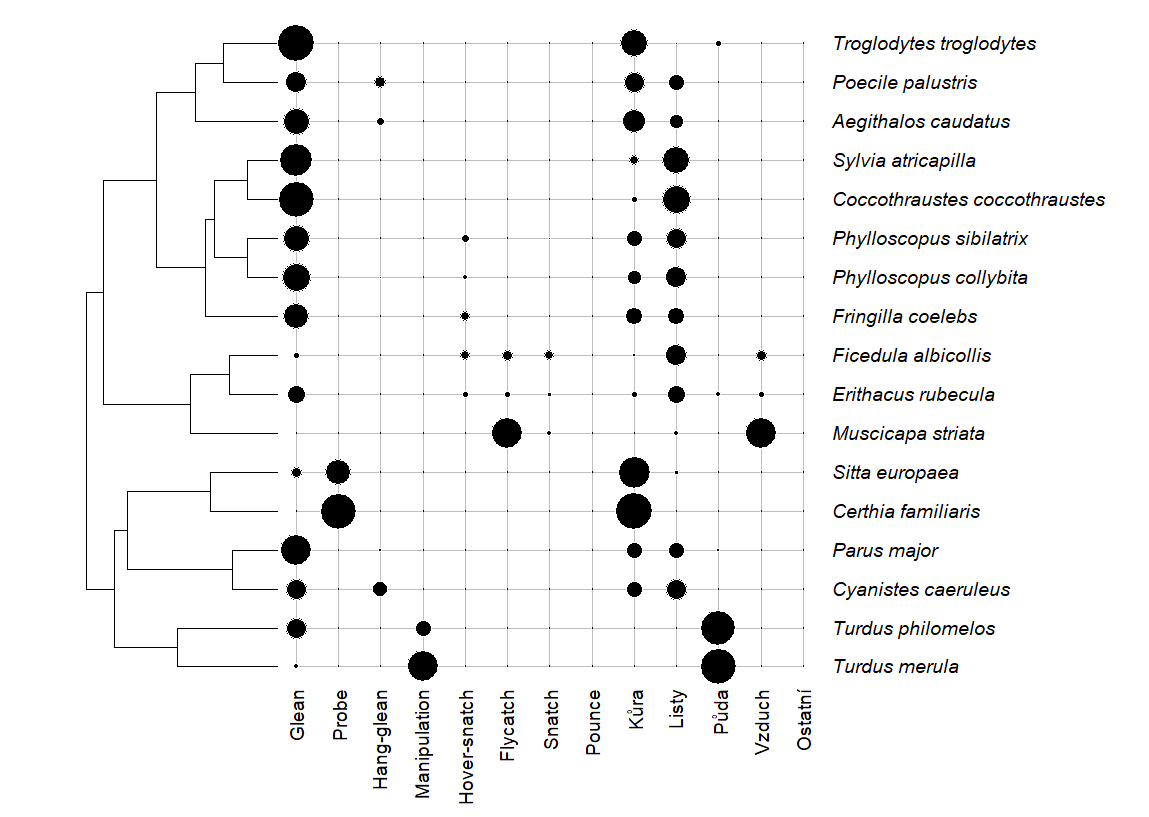 Troglodytes troglodytes
Poecile palustris
Aegithalos caudatus
Sylvia atricapilla
Coccothraustes coccothraustes
Phylloscopus sibilatrix
Phylloscopus collybita
Fringilla coelebs
Ficedula albicollis
Erithacus rubecula
Muscicapa striata
Sitta europaea
Certhia familiaris
Parus major
Cyanistes caeruleus
Turdus philomelos
Turdus merula
Glean
Probe
Hang-glean
Manipulation
Hover-snatch
Flycatch
Snatch
Pounce
Kůra
Listy
Půda
Vzduch
Ostatní